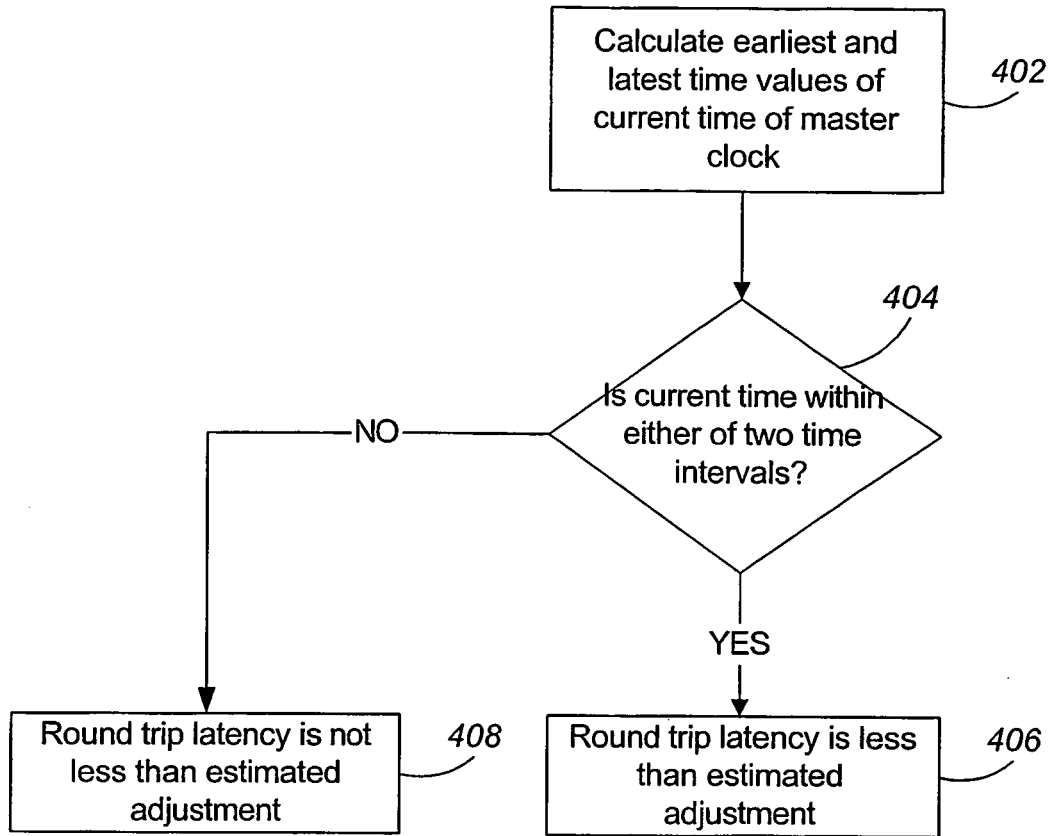 Calculate earliest and
latest time values of
current time of master
clock
402
404
Is current time within
either of two time
intervals?
NO
YES
Round trip latency is not
less than estimated
adjustment
408
Round trip latency is less
than estimated
adjustment
406